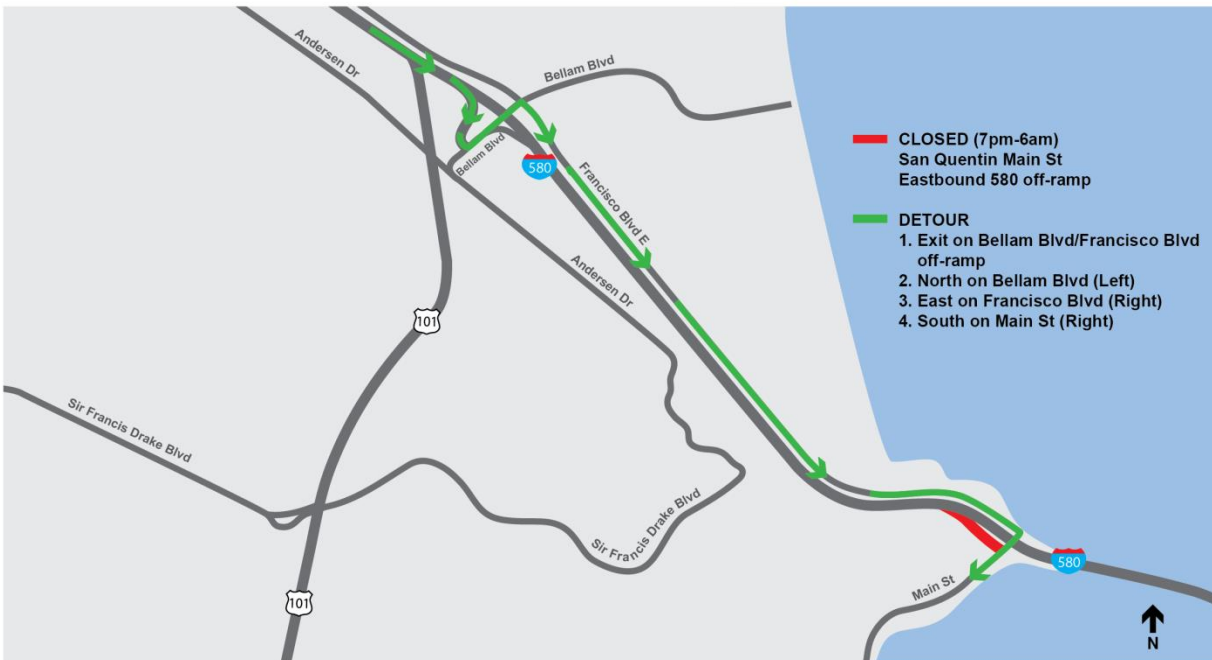 Andersen Dr
Bellam Blvd
Bellam Blvd
580
Francisco Blvd E
CLOSED (7pm-6am)
San Quentin Main St
Eastbound 580 off-ramp
DETOUR
1. Exit on Bellam Blvd/Francisco Blvd
off-ramp
2. North on Bellam Blvd (Left)
3. East on Francisco Blvd (Right)
4. South on Main St (Right)
Andersen Dr
101
Sir Francis Drake Blvd
Sir Francis Drake Blvd
580
Main St
101
N